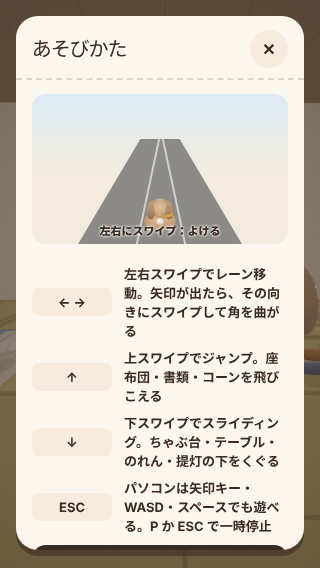 あそびかた
×
左右にスワイプ：よける
← →
左右スワイプでレーン移
動。矢印が出たら、その向
きにスワイプして角を曲が
る
↑
上スワイプでジャンプ。座
布団・書類・コーンを飛び
こえる
↓
下スワイプでスライディン
グ。ちゃぶ台・テーブル・
のれん・提灯の下をくぐる
ESC
パソコンは矢印キー・
WASD・スペースでも遊べ
る。P か ESC で一時停止